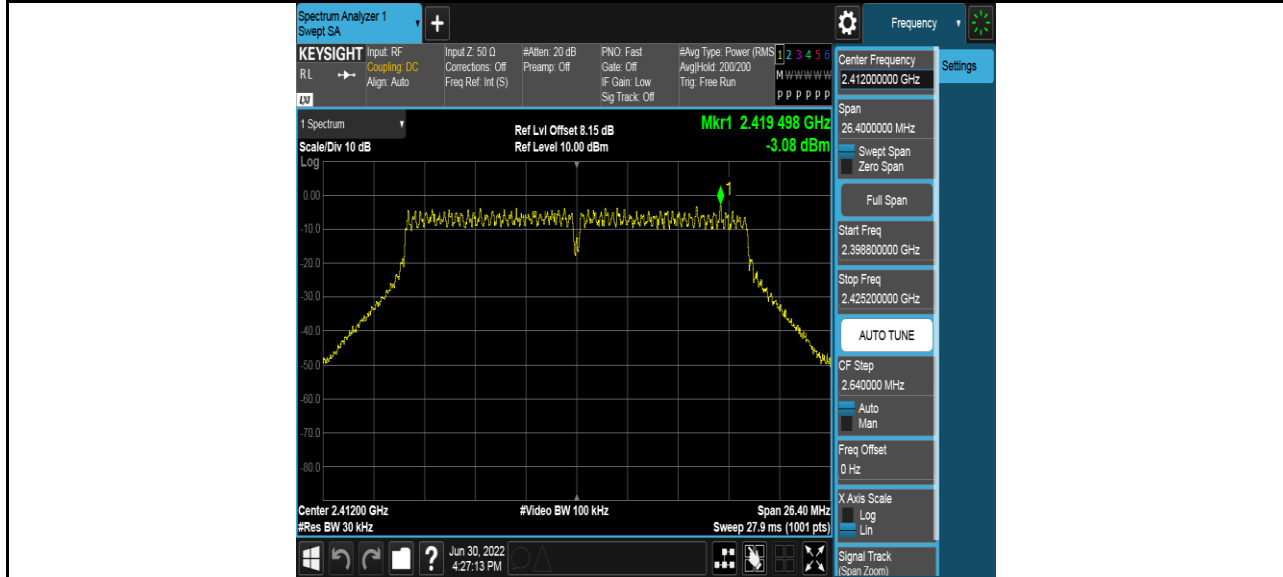 Spectrum Analyzer 1
Swept SA
+
Frequency
KEYSIGHT
RL
LXI
Input: RF
Coupling: DC
Align: Auto
Input Z: 50 Ω
Corrections: Off
Freq Ref: Int (S)
#Atten: 20 dB
Preamp: Off
PNO: Fast
Gate: Off
IF Gain: Low
Sig Track: Off
#Avg Type: Power (RMS
Avg|Hold: 200/200
Trig: Free Run
1 2 3 4 5 6
M W W W W W
P P P P P P
1 Spectrum
Scale/Div 10 dB
Ref Lvl Offset 8.15 dB
Ref Level 10.00 dBm
Mkr1 2.419 498 GHz
-3.08 dBm
Log
1
0.00
-10.0
-20.0
-30.0
-40.0
-50.0
-60.0
-70.0
-80.0
Center 2.41200 GHz
#Res BW 30 kHz
#Video BW 100 kHz
Span 26.40 MHz
Sweep 27.9 ms (1001 pts)
Center Frequency
2.412000000 GHz
Settings
Span
26.4000000 MHz
Swept Span
Zero Span
Full Span
Start Freq
2.398800000 GHz
Stop Freq
2.425200000 GHz
AUTO TUNE
CF Step
2.640000 MHz
Auto
Man
Freq Offset
0 Hz
X Axis Scale
Log
Lin
Signal Track
(Span Zoom)
?
Jun 30, 2022
4:27:13 PM